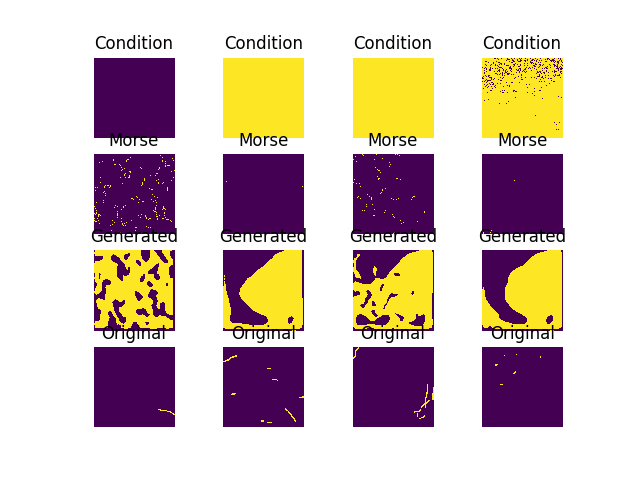 Condition Condition Condition Condition
Morse Morse Morse Morse
Generated Generated Generated Generated
Original Original Original Original